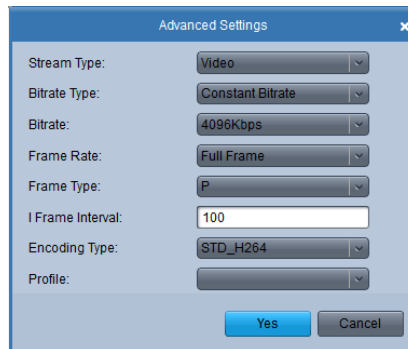 Advanced Settings
Stream Type: Video
Bitrate Type: Constant Bitrate
Bitrate: 4096Kbps
Frame Rate: Full Frame
Frame Type: P
I Frame Interval: 100
Encoding Type: STD_H264
Profile:
Yes Cancel